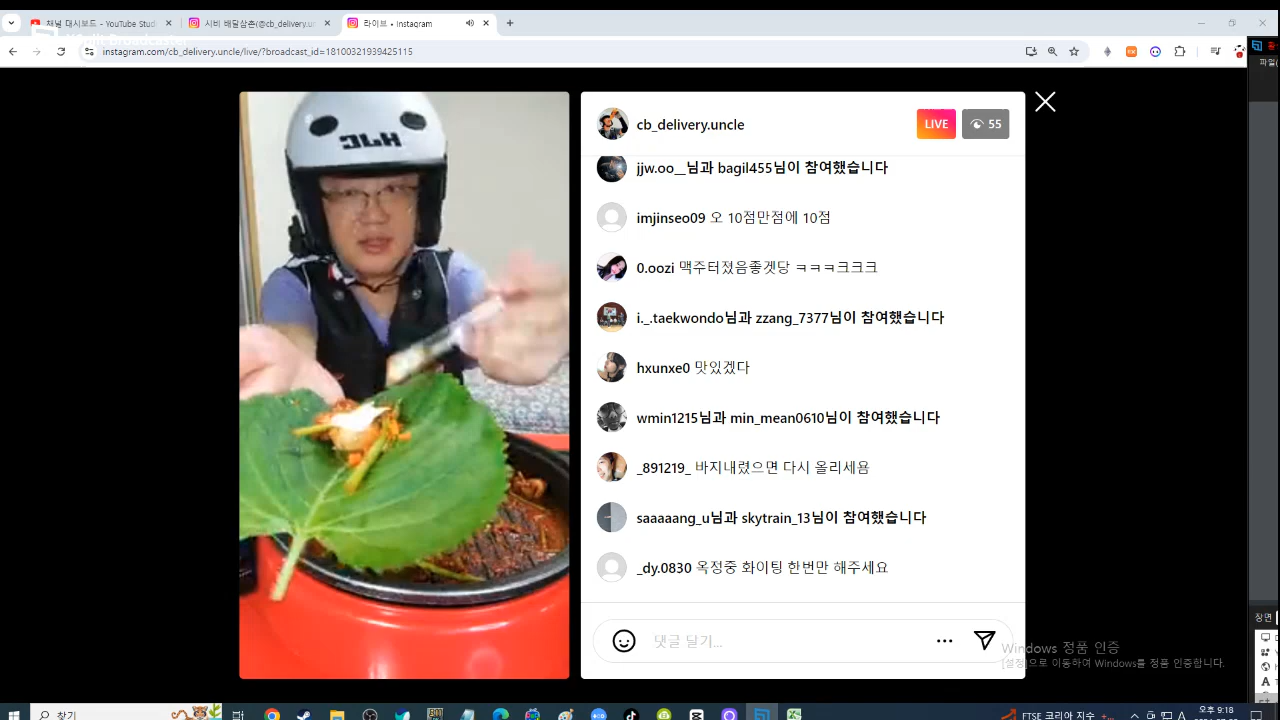 채널 대시보드 - YouTube Stud
시비 배달삼촌(@cb_delivery.u
라이브 • Instagram
instagram.com/cb_delivery.uncle/live/?broadcast_id=18100321939425115
파일(
cb_delivery.uncle
LIVE
55
jjw.oo__님과 bagil455님이 참여했습니다
imjinseo09 오 10점만점에 10점
0.oozi 맥주터졌음좋겟당 ㅋㅋㅋ크크크
i._.taekwondo님과 zzang_7377님이 참여했습니다
hxunxe0 맛있겠다
wmin1215님과 min_mean0610님이 참여했습니다
_891219_ 바지내렸으면 다시 올리세욤
saaaaang_u님과 skytrain_13님이 참여했습니다
_dy.0830 옥정중 화이팅 한번만 해주세요
댓글 달기...
장면
Windows 정품 인증
[설정]으로 이동하여 Windows를 정품 인증합니다.
찾기
FTSE 코리아 지수
A
오후 9:18